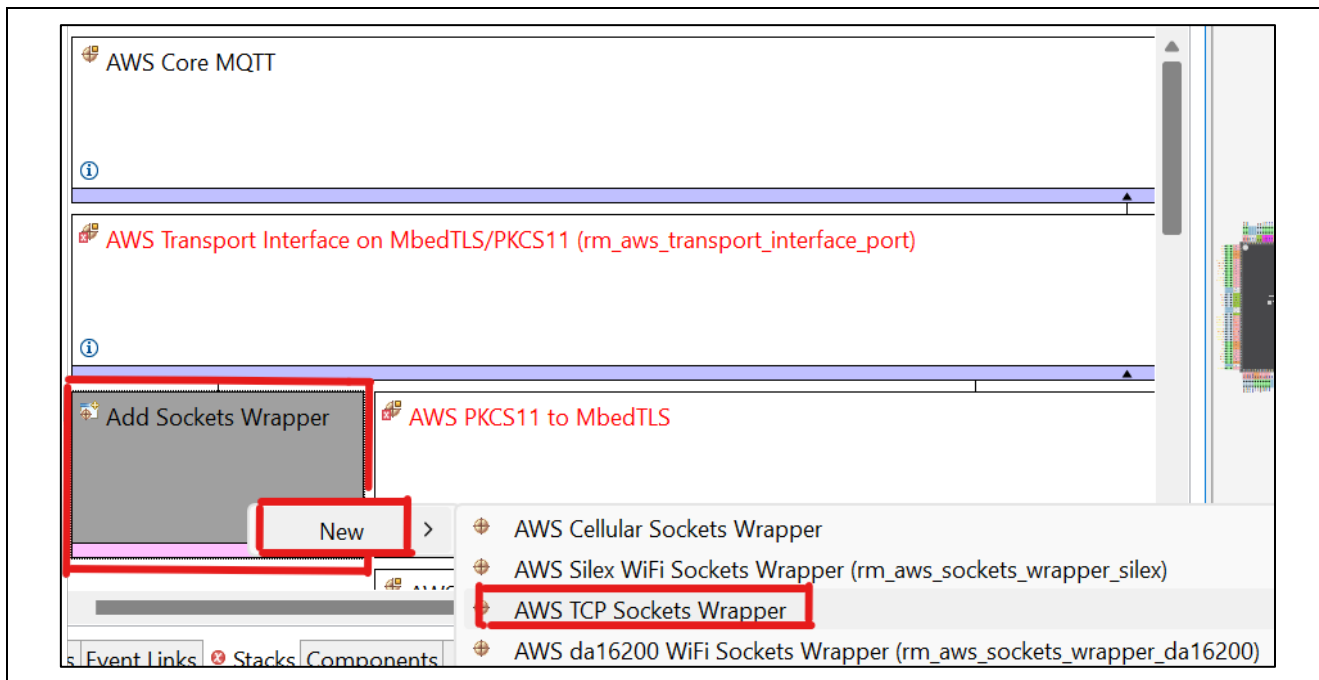 AWS Core MQTT
AWS Transport Interface on MbedTLS/PKCS11 (rm_aws_transport_interface_port)
Add Sockets Wrapper
AWS PKCS11 to MbedTLS
New
AWS Cellular Sockets Wrapper
AWS Silex WiFi Sockets Wrapper (rm_aws_sockets_wrapper_silex)
AWS TCP Sockets Wrapper
AWS da16200 WiFi Sockets Wrapper (rm_aws_sockets_wrapper_da16200)
Event Links Stacks Components